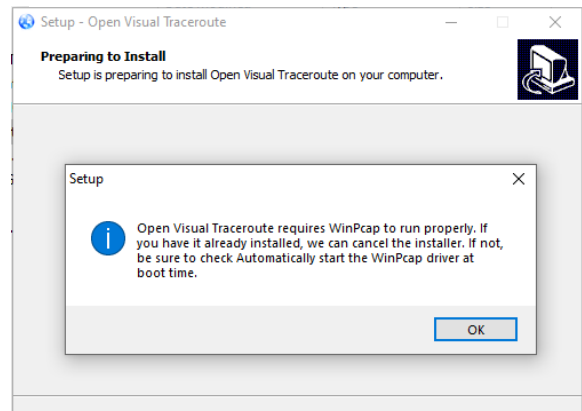 Setup - Open Visual Traceroute
Preparing to Install
Setup is preparing to install Open Visual Traceroute on your computer.
Setup
Open Visual Traceroute requires WinPcap to run properly. If
you have it already installed, we can cancel the installer. If not,
be sure to check Automatically start the WinPcap driver at
boot time.
OK